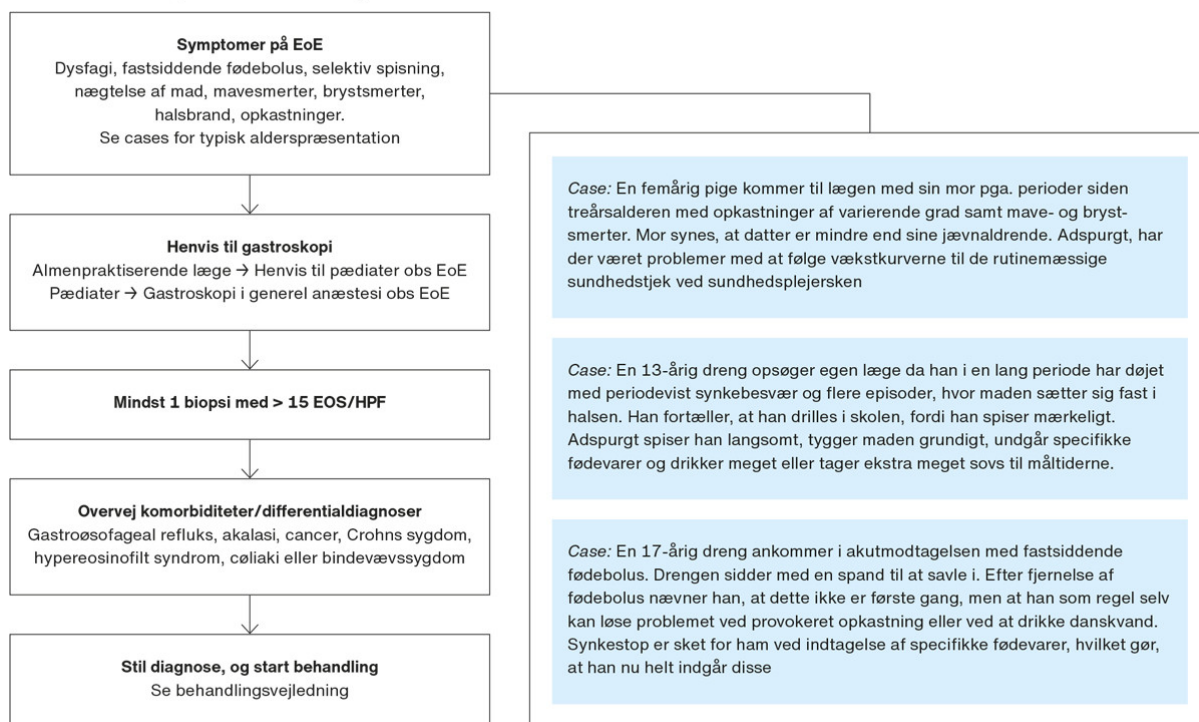 Symptomer på EoE
Dysfagi, fastsiddende fødebolus, selektiv spisning,
nægtelse af mad, mavesmerter, brystsmerter,
halsbrand, opkastninger.
Se cases for typisk alderspræsentation
Henvis til gastroskopi
Almenpraktiserende læge → Henvis til pædiater obs EoE
Pædiater → Gastroskopi i generel anæstesi obs EoE
Mindst 1 biopsi med > 15 EOS/HPF
Overvej komorbiditeter/differentialdiagnoser
Gastroøsofageal refluks, akalasi, cancer, Crohns sygdom,
hypereosinofilt syndrom, cøliaki eller bindevævssygdom
Stil diagnose, og start behandling
Se behandlingsvejledning
Case: En femårig pige kommer til lægen med sin mor pga. perioder siden
treårsalderen med opkastninger af varierende grad samt mave- og bryst-
smerter. Mor synes, at datter er mindre end sine jævnaldrende. Adspurgt, har
der været problemer med at følge vækstkurverne til de rutinemæssige
sundhedstjek ved sundhedsplejersken
Case: En 13-årig dreng opsøger egen læge da han i en lang periode har døjet
med periodevist synkebesvær og flere episoder, hvor maden sætter sig fast i
halsen. Han fortæller, at han drilles i skolen, fordi han spiser mærkeligt.
Adspurgt spiser han langsomt, tygger maden grundigt, undgår specifikke
fødevarer og drikker meget eller tager ekstra meget sovs til måltiderne.
Case: En 17-årig dreng ankommer i akutmodtagelsen med fastsiddende
fødebolus. Drengen sidder med en spand til at savle i. Efter fjernelse af
fødebolus nævner han, at dette ikke er første gang, men at han som regel selv
kan løse problemet ved provokeret opkastning eller ved at drikke danskvand.
Synkestop er sket for ham ved indtagelse af specifikke fødevarer, hvilket gør,
at han nu helt indgår disse